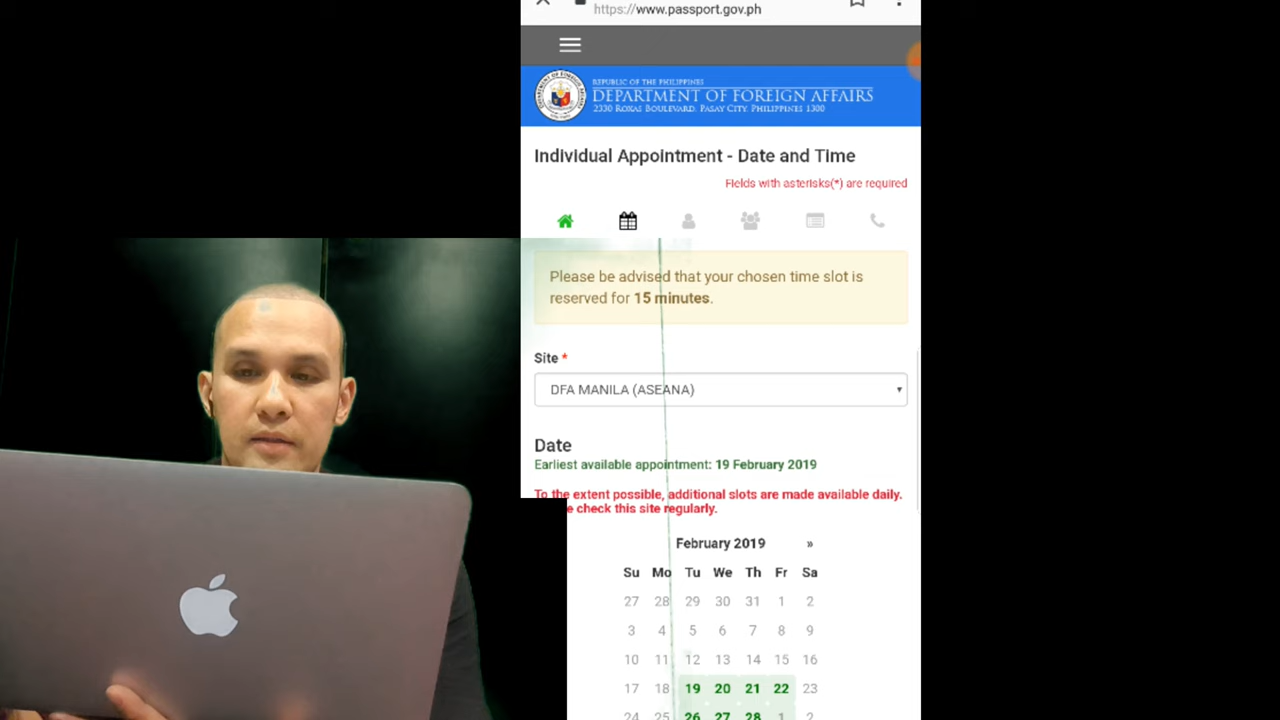 https://www.passport.gov.ph
REPUBLIC OF THE PHILIPPINES
DEPARTMENT OF FOREIGN AFFAIRS
2330 ROXAS BOULEVARD, PASAY CITY, PHILIPPINES 1300
Individual Appointment - Date and Time
Fields with asterisks(*) are required
Please be advised that your chosen time slot is
reserved for 15 minutes.
Site *
DFA MANILA (ASEANA)
Date
Earliest available appointment: 19 February 2019
To the extent possible, additional slots are made available daily.
check this site regularly.
February 2019 »
Su Mo Tu We Th Fr Sa
27 28 29 30 31 1 2
3 4 5 6 7 8 9
10 11 12 13 14 15 16
17 18 19 20 21 22 23
24 25 26 27 28 1 2